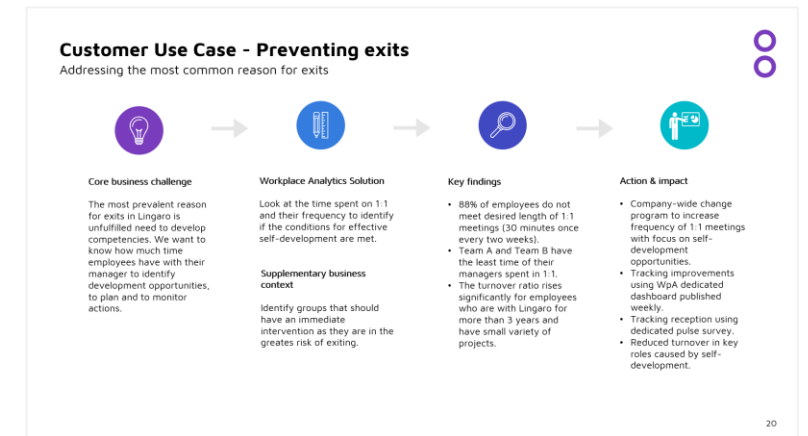 Customer Use Case - Preventing exits
Addressing the most common reason for exits
Core business challenge
The most prevalent reason
for exits in Lingaro is
unfulfilled need to develop
competencies. We want to
know how much time
employees have with their
manager to identify
development opportunities,
to plan and to monitor
actions.
Workplace Analytics Solution
Look at the time spent on 1:1
and their frequency to identify
if the conditions for effective
self-development are met.
Supplementary business
context
Identify groups that should
have an immediate
intervention as they are in the
greates risk of exiting.
Key findings
• 88% of employees do not
meet desired length of 1:1
meetings (30 minutes once
every two weeks).
• Team A and Team B have
the least time of their
managers spent in 1:1.
• The turnover ratio rises
significantly for employees
who are with Lingaro for
more than 3 years and
have small variety of
projects.
Action & impact
• Company-wide change
program to increase
frequency of 1:1 meetings
with focus on self-
development
opportunities.
• Tracking improvements
using WpA dedicated
dashboard published
weekly.
• Tracking reception using
dedicated pulse survey.
• Reduced turnover in key
roles caused by self-
development.
20